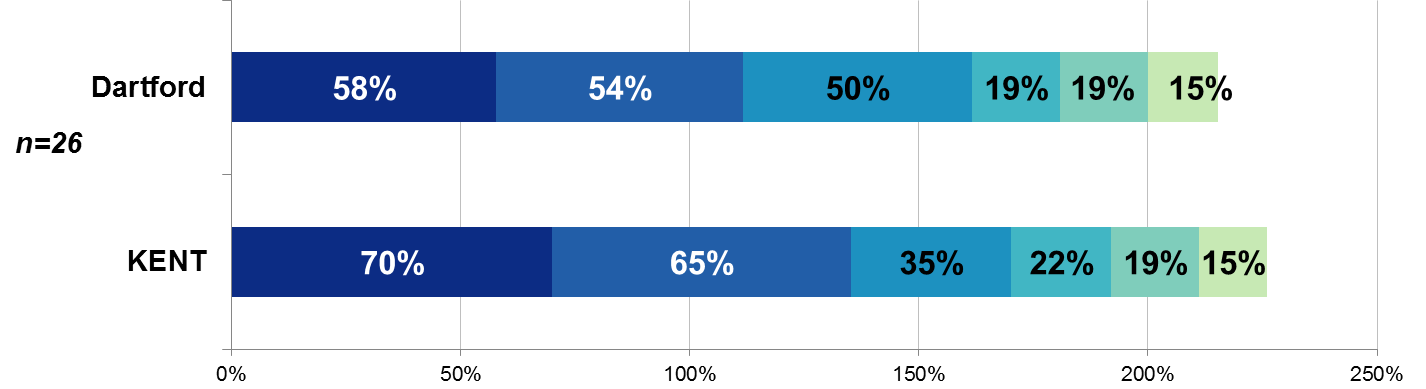 Dartford 58% 54% 50% 19% 19% 15%
n=26
KENT 70% 65% 35% 22% 19% 15%
0% 50% 100% 150% 200% 250%